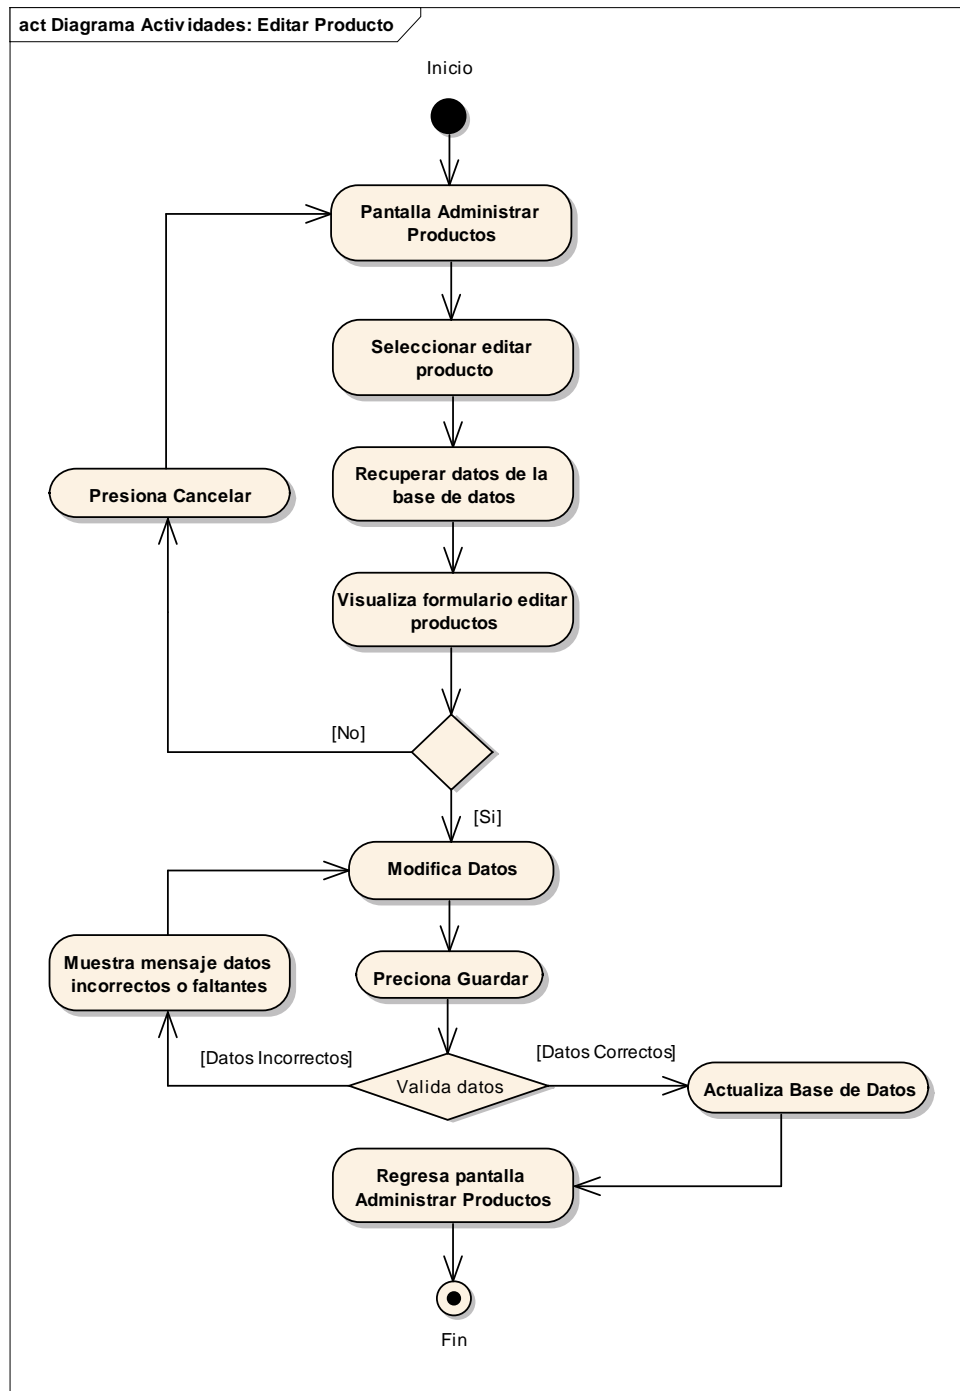 act Diagrama Actividades: Editar Producto
Inicio
Pantalla Administrar
Productos
Seleccionar editar
producto
Recuperar datos de la
base de datos
Presiona Cancelar
Visualiza formulario editar
productos
[No]
[Si]
Modifica Datos
Muestra mensaje datos
incorrectos o faltantes
Preciona Guardar
[Datos Incorrectos]
[Datos Correctos]
Valida datos
Actualiza Base de Datos
Regresa pantalla
Administrar Productos
Fin